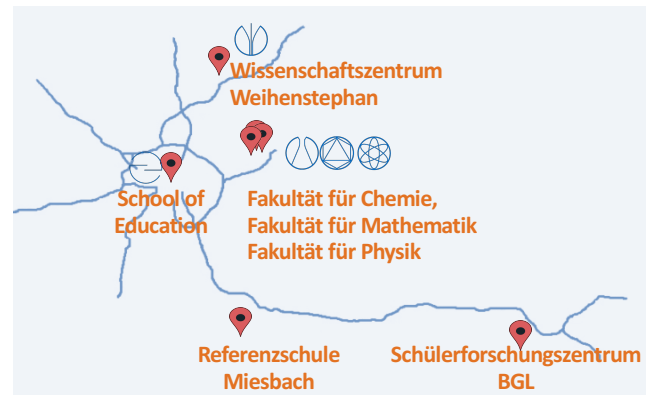 Wissenschaftszentrum
Weihenstephan
School of
Education
Fakultät für Chemie,
Fakultät für Mathematik
Fakultät für Physik
Referenzschule
Miesbach
Schülerforschungszentrum
BGL